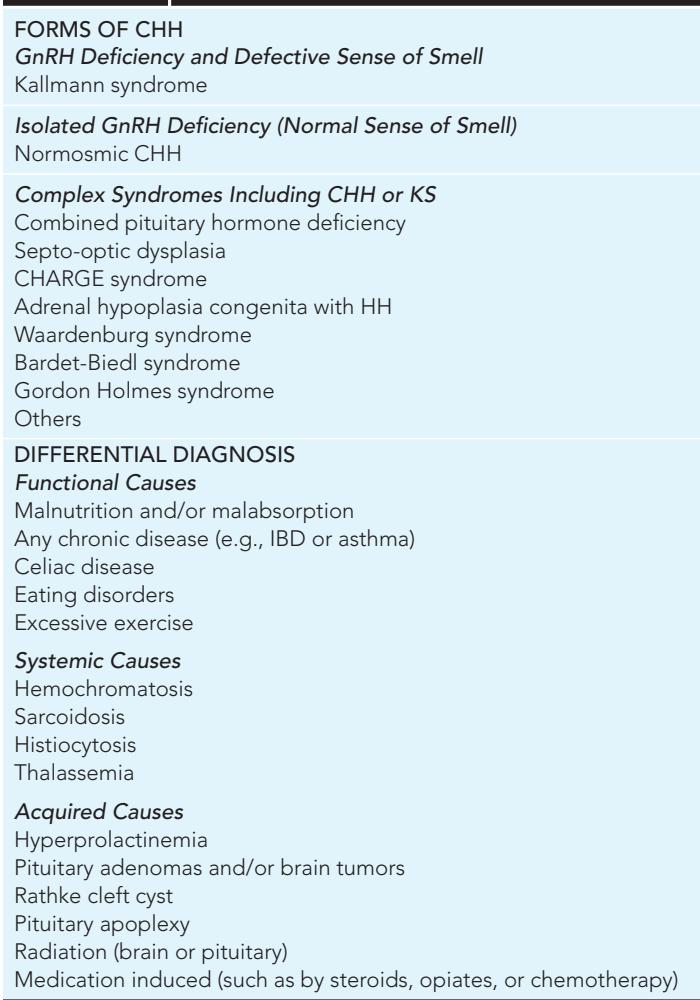 FORMS OF CHH
GnRH Deficiency and Defective Sense of Smell
Kallmann syndrome
Isolated GnRH Deficiency (Normal Sense of Smell)
Normosmic CHH
Complex Syndromes Including CHH or KS
Combined pituitary hormone deficiency
Septo-optic dysplasia
CHARGE syndrome
Adrenal hypoplasia congenita with HH
Waardenburg syndrome
Bardet-Biedl syndrome
Gordon Holmes syndrome
Others
DIFFERENTIAL DIAGNOSIS
Functional Causes
Malnutrition and/or malabsorption
Any chronic disease (e.g., IBD or asthma)
Celiac disease
Eating disorders
Excessive exercise
Systemic Causes
Hemochromatosis
Sarcoidosis
Histiocytosis
Thalassemia
Acquired Causes
Hyperprolactinemia
Pituitary adenomas and/or brain tumors
Rathke cleft cyst
Pituitary apoplexy
Radiation (brain or pituitary)
Medication induced (such as by steroids, opiates, or chemotherapy)